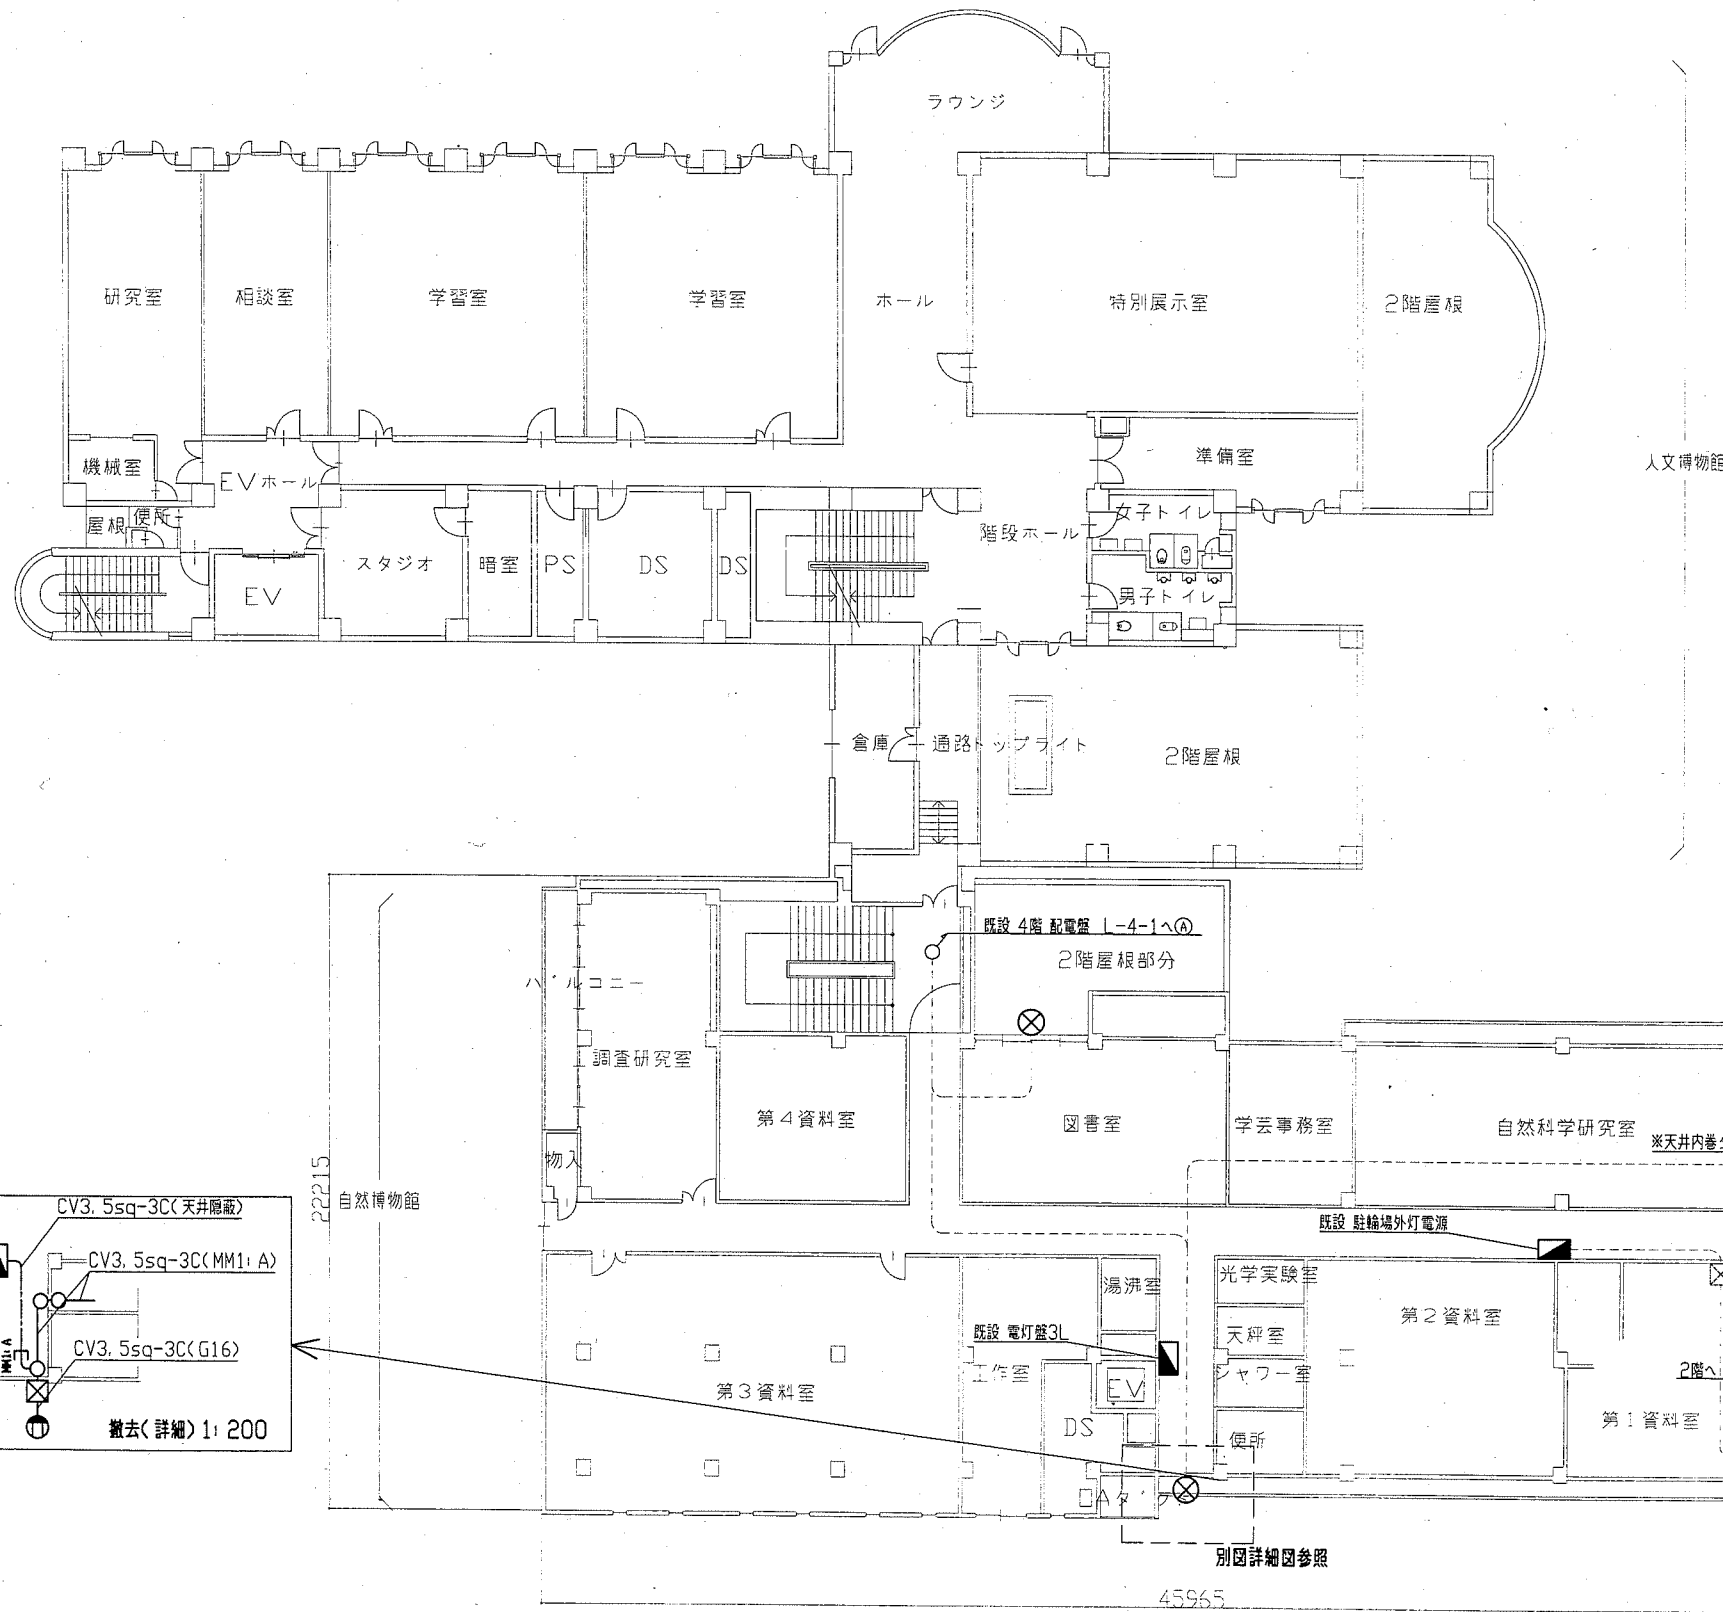 ラウンジ
研究室
相談室
学習室
学習室
ホール
特別展示室
2階屋根
機械室
EVホール
準備室
人文博物館
屋根
便所
女子トイレ
階段ホール
スタジオ
暗室
PS
DS
DS
EV
男子トイレ
倉庫
通路
トップライト
2階屋根
既設 4階 配電盤 L-4-1へⒶ
2階屋根部分
バルコニー
調査研究室
第4資料室
図書室
学芸事務室
自然科学研究室
※天井内巻
物入
22215
自然博物館
CV3.5sq-3C(天井隠蔽)
CV3.5sq-3C(MM1:A)
MM1:A
CV3.5sq-3C(G16)
撤去(詳細)1:200
既設 駐輪場外灯電源
湯沸室
光学実験室
第2資料室
既設 電灯盤3L
天秤室
工作室
シャワー室
2階へ
第3資料室
EV
第1資料室
DS
便所
別図詳細図参照
45965